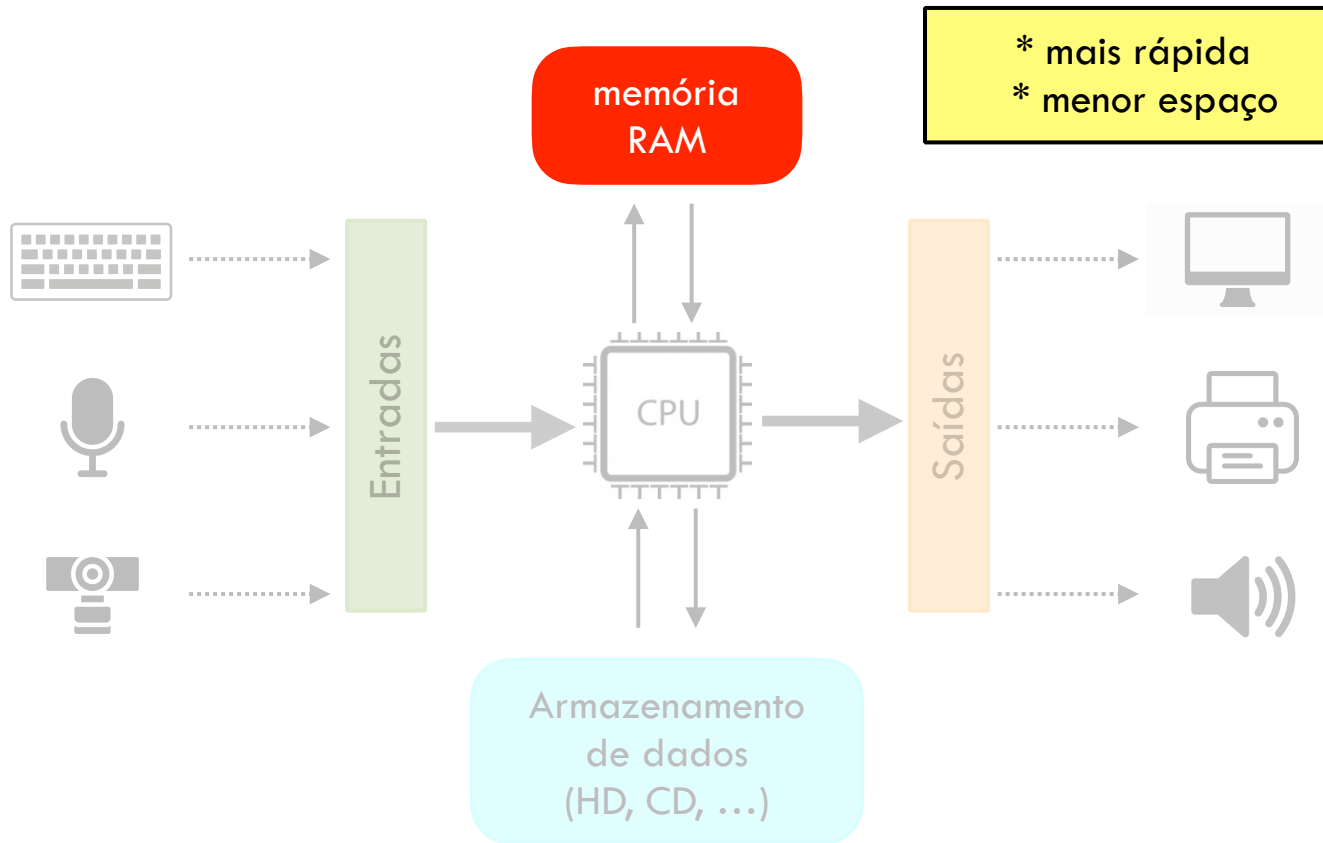 * mais rápida
* menor espaço
memória
RAM
Entradas
CPU
Saídas
Armazenamento
de dados
(HD, CD, …)